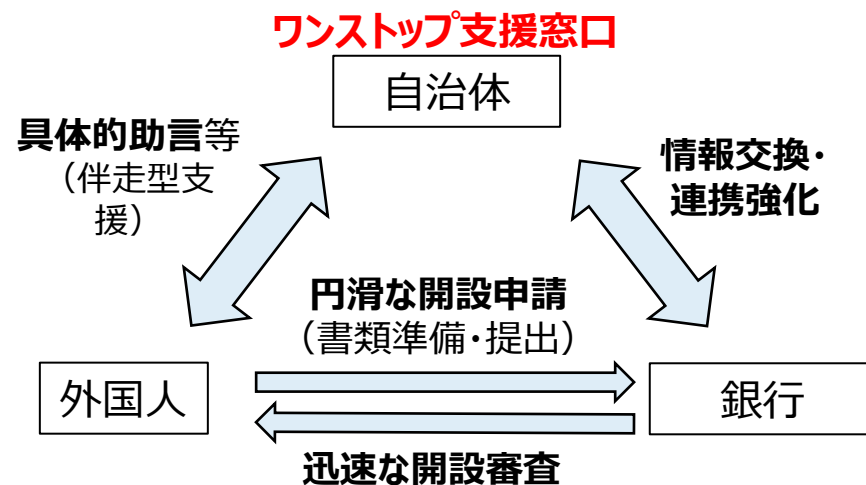 ワンストップ支援窓口
自治体
具体的助言等
（伴走型支
援）
情報交換・
連携強化
円滑な開設申請
（書類準備・提出）
外国人
銀行
迅速な開設審査